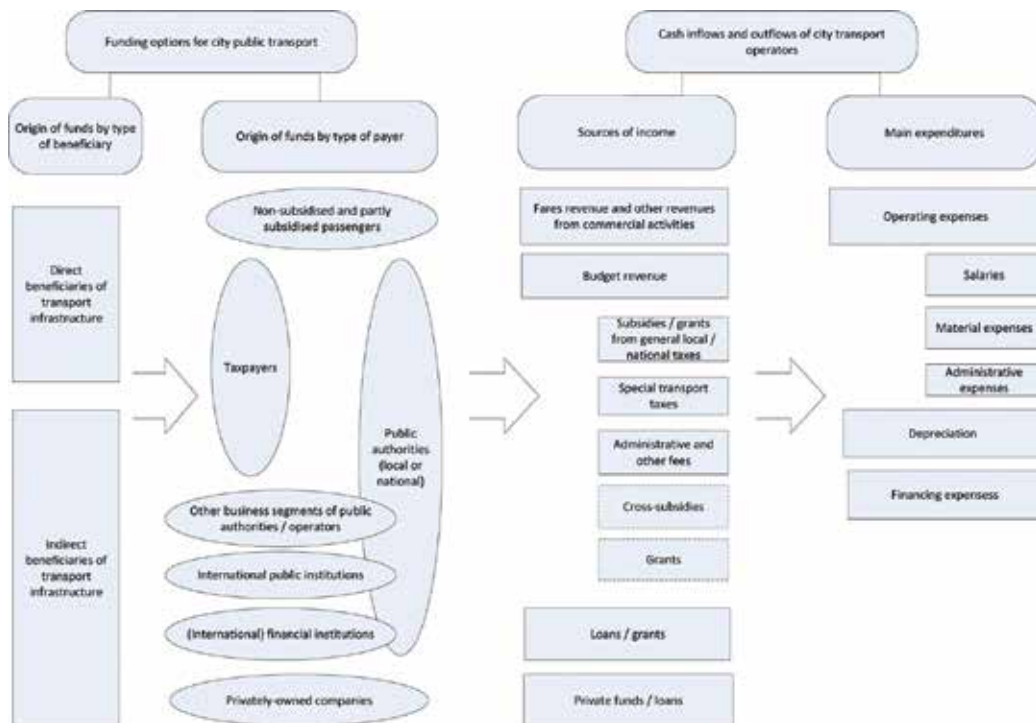 Funding options for city public transport
Cash inflows and outflows of city transport
operators
Origin of funds by type
of beneficiary
Origin of funds by type of payer
Sources of income
Main expenditures
Direct
beneficiaries of
transport
infrastructure
Indirect
beneficiaries of
transport
infrastructure
Non-subsidised and partly
subsidised passengers
Taxpayers
Public
authorities
(local or
national)
Other business segments of public
authorities / operators
International public institutions
(International) financial institutions
Privately-owned companies
Fares revenue and other revenues
from commercial activities
Budget revenue
Subsidies / grants
from general local /
national taxes
Special transport
taxes
Administrative and
other fees
Cross-subsidies
Grants
Loans / grants
Private funds / loans
Operating expenses
Salaries
Material expenses
Administrative
expenses
Depreciation
Financing expensess